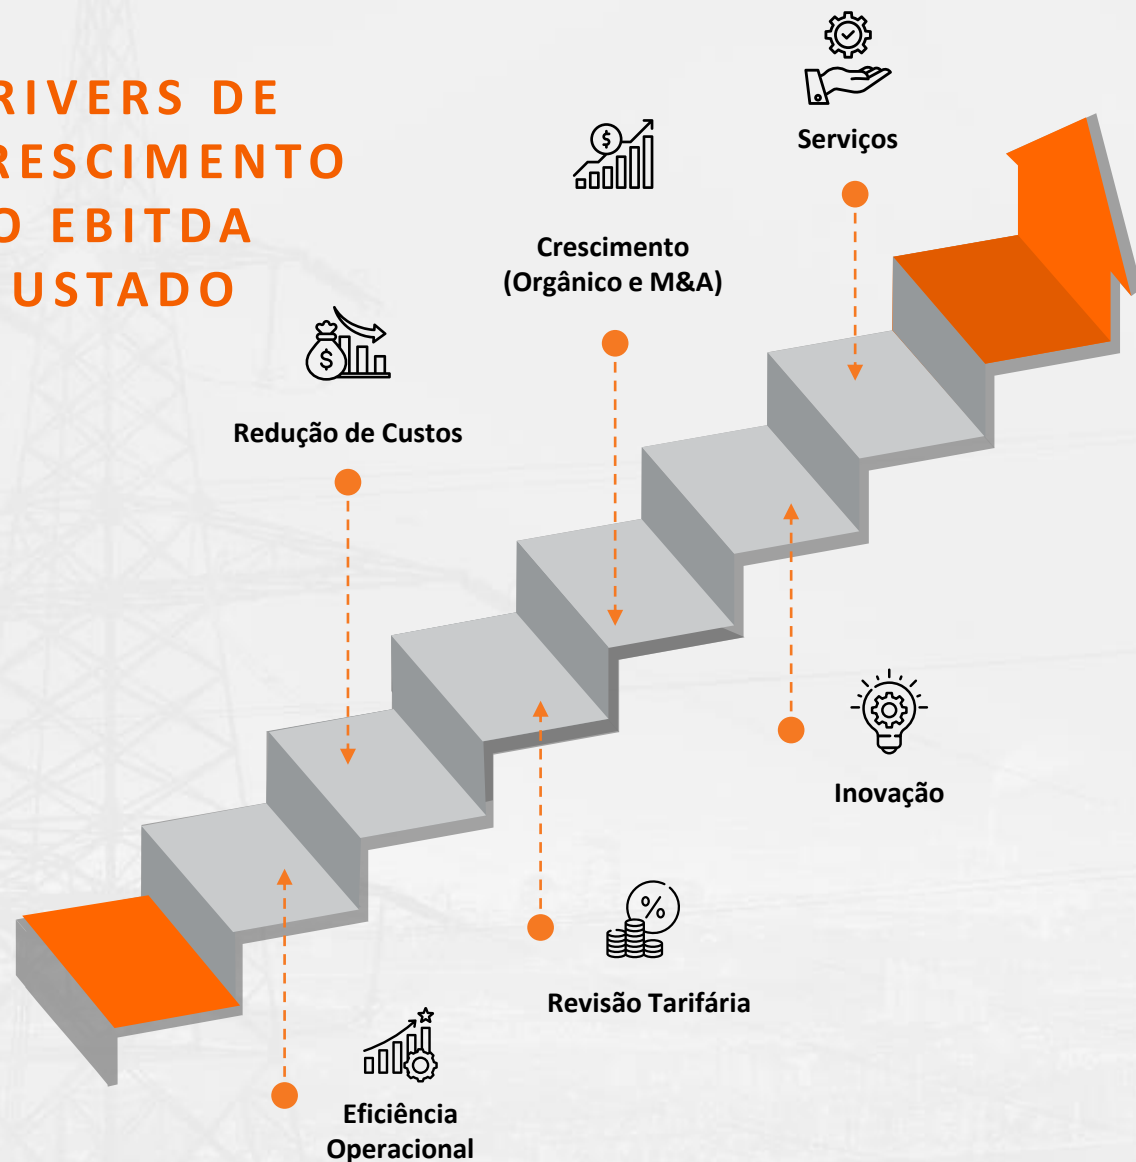 RIVERS DE
RESCIMENTO
O EBITDA
USTADO
Serviços
Crescimento
(Orgânico e M&A)
Redução de Custos
Inovação
Revisão Tarifária
Eficiência
Operacional